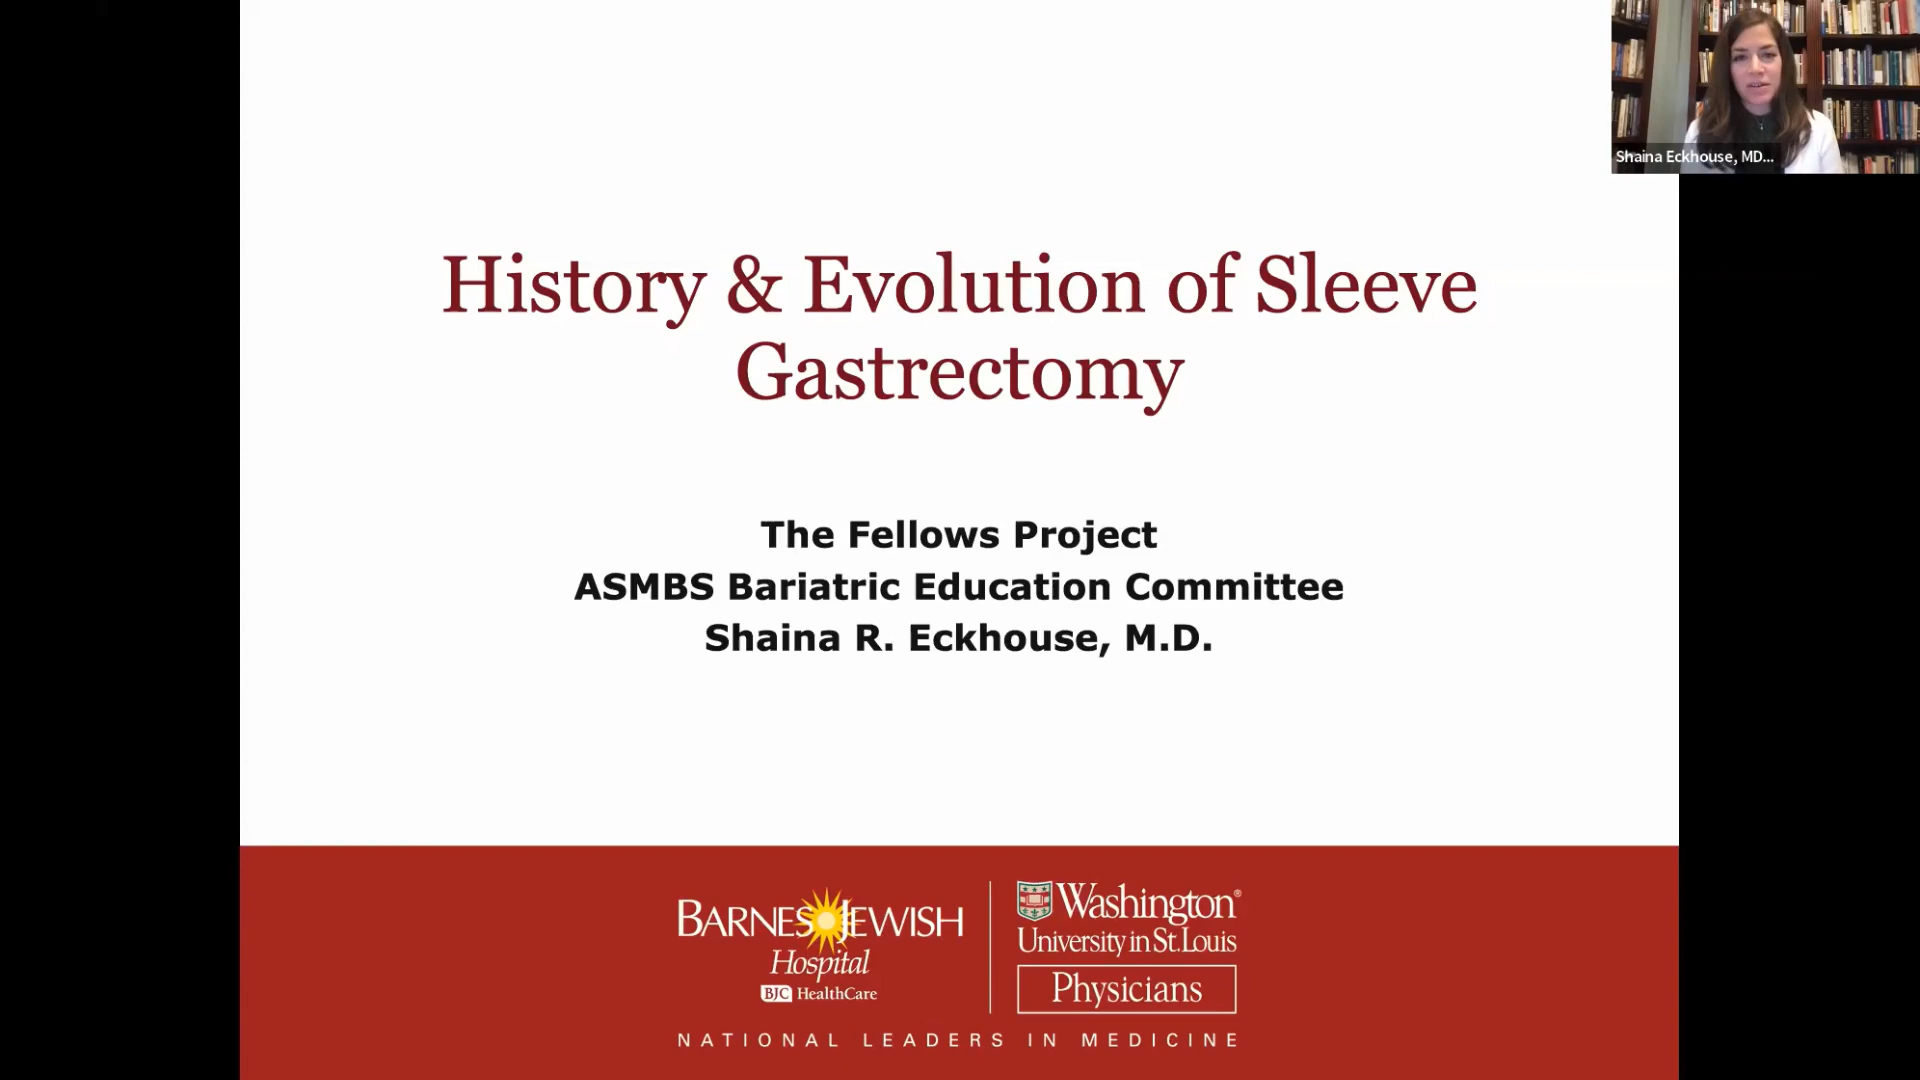 Shaina Eckhouse, MD...
History & Evolution of Sleeve
Gastrectomy
The Fellows Project
ASMBS Bariatric Education Committee
Shaina R. Eckhouse, M.D.
BARNES JEWISH
Hospital
BJC HealthCare
Washington®
University in St. Louis
Physicians
NATIONAL LEADERS IN MEDICINE